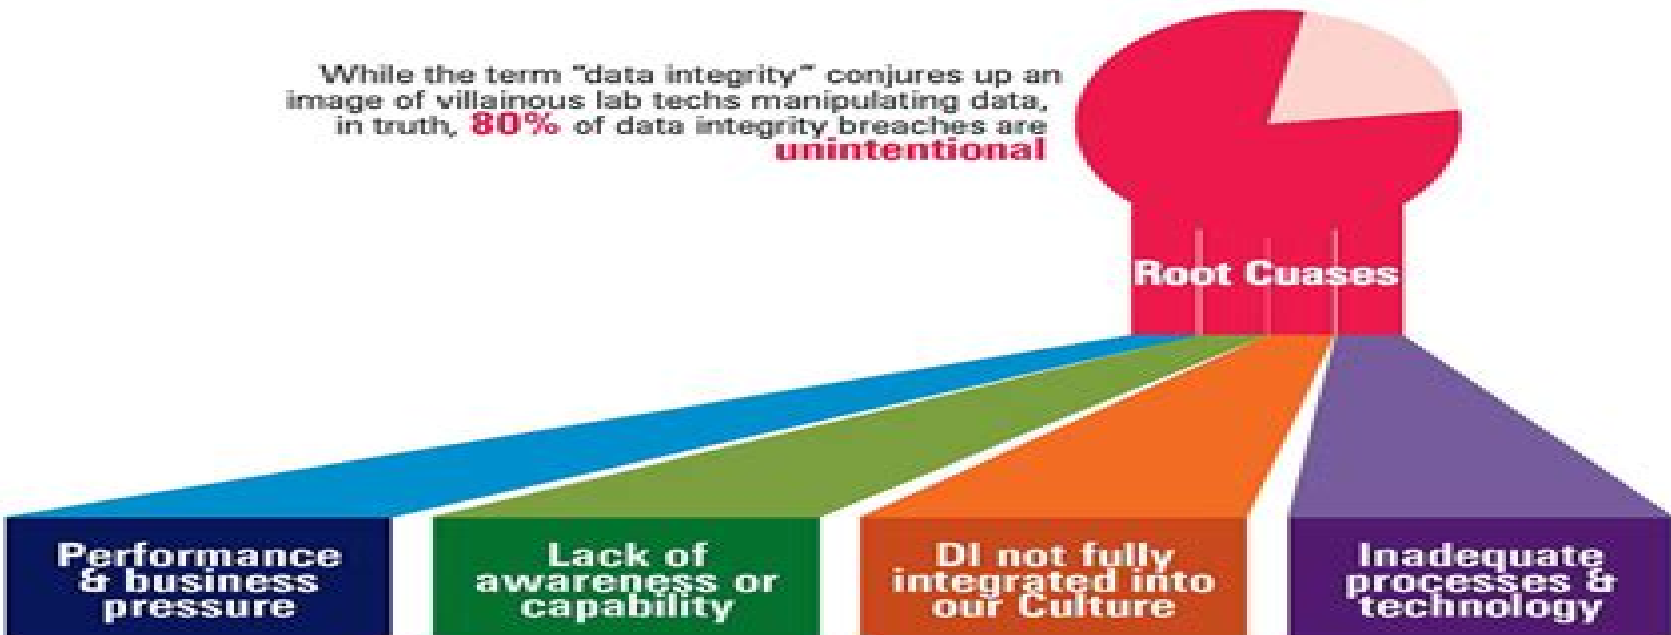 While the term "data integrity" conjures up an
image of villainous lab techs manipulating data,
in truth, 80% of data integrity breaches are
unintentional
Root Cuases
Performance
& business
pressure
Lack of
awareness or
capability
DI not fully
integrated into
our Culture
Inadequate
processes &
technology